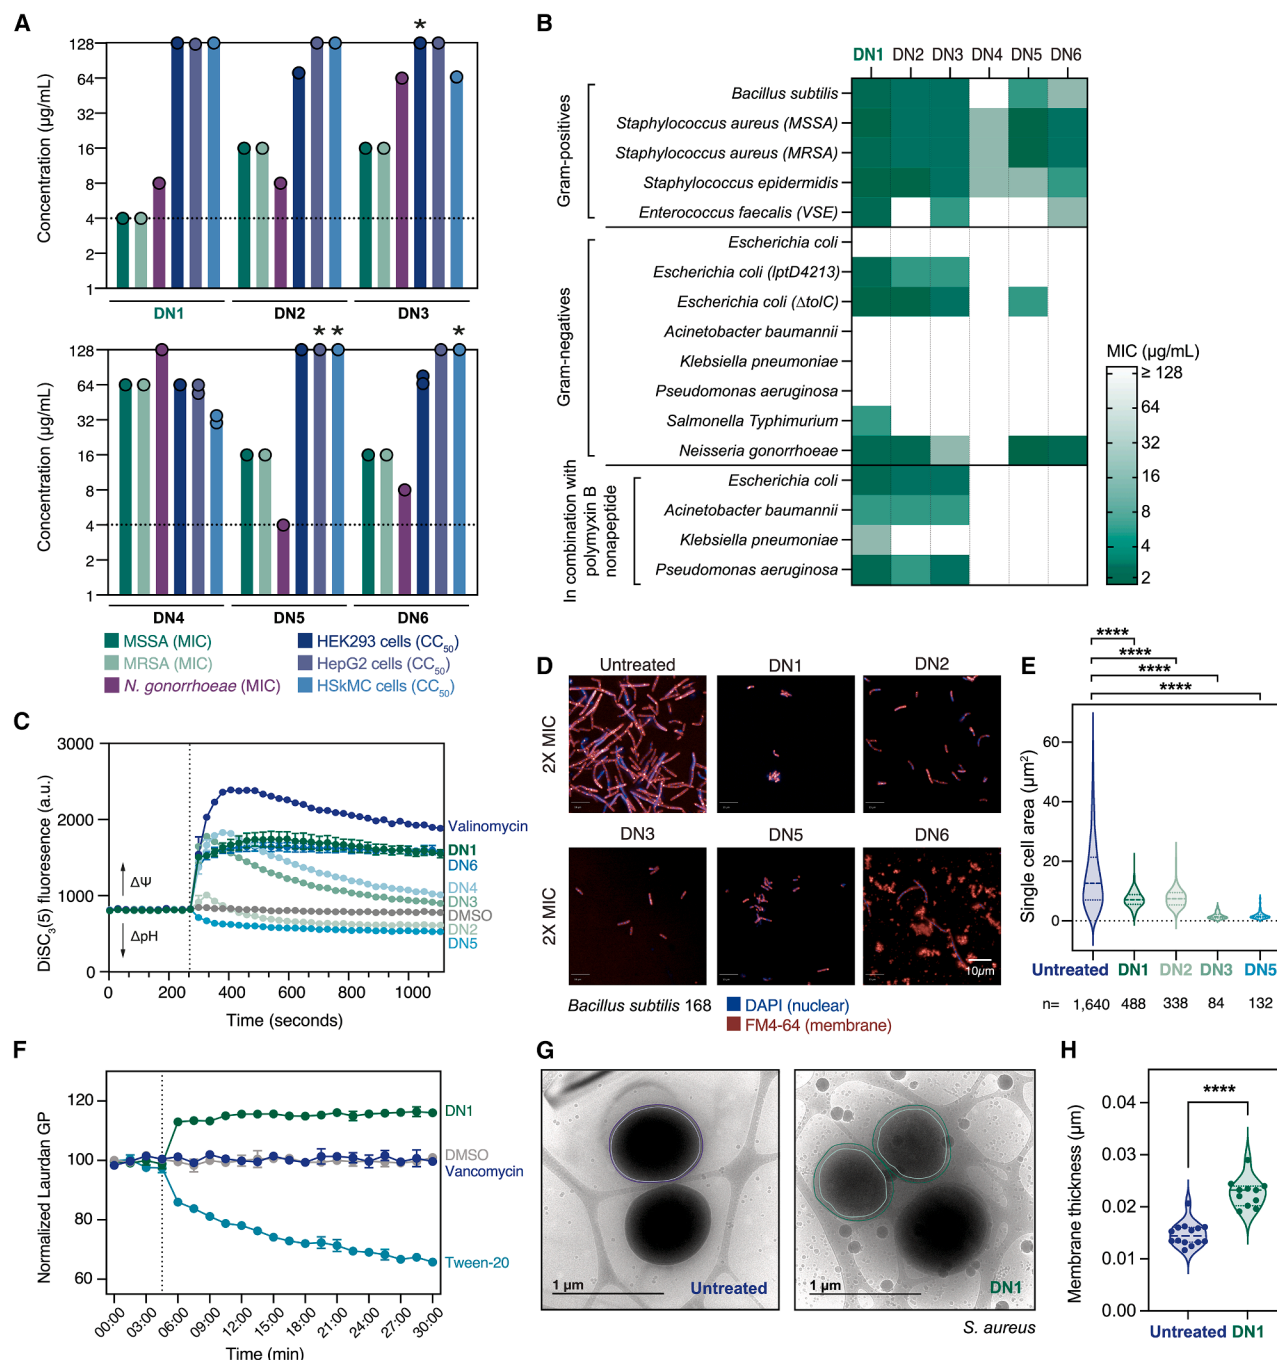 A
Concentration (µg/mL)
128
64
32
16
8
4
2
1
*
DN1
DN2
DN3
Concentration (µg/mL)
128
64
32
16
8
4
2
1
* *
*
DN4
DN5
DN6
MSSA (MIC)
MRSA (MIC)
N. gonorrhoeae (MIC)
HEK293 cells (CC50)
HepG2 cells (CC50)
HSkMC cells (CC50)
B
DN1 DN2 DN3 DN4 DN5 DN6
Gram-positives
Bacillus subtilis
Staphylococcus aureus (MSSA)
Staphylococcus aureus (MRSA)
Staphylococcus epidermidis
Enterococcus faecalis (VSE)
Gram-negatives
Escherichia coli
Escherichia coli (lptD4213)
Escherichia coli (ΔtolC)
Acinetobacter baumannii
Klebsiella pneumoniae
Pseudomonas aeruginosa
Salmonella Typhimurium
Neisseria gonorrhoeae
In combination with
polymyxin B
nonapeptide
Escherichia coli
Acinetobacter baumannii
Klebsiella pneumoniae
Pseudomonas aeruginosa
MIC (µg/mL)
≥ 128
64
32
16
8
4
2
C
DiSC3(5) fluoresence (a.u.)
3000
2000
1000
0
ΔΨ
ΔpH
Valinomycin
DN1
DN6
DN4
DN3
DMSO
DN2
DN5
0 200 400 600 800 1000
Time (seconds)
D
Untreated
DN1
DN2
2X MIC
DN3
DN5
DN6
2X MIC
10µm
Bacillus subtilis 168
DAPI (nuclear)
FM4-64 (membrane)
E
****
****
****
****
Single cell area (µm²)
60
40
20
0
Untreated DN1 DN2 DN3 DN5
n= 1,640 488 338 84 132
F
Normalized Laurdan GP
120
100
80
60
DN1
DMSO
Vancomycin
Tween-20
00:00 03:00 06:00 09:00 12:00 15:00 18:00 21:00 24:00 27:00 30:00
Time (min)
G
1 µm
Untreated
1 µm
DN1
S. aureus
H
****
Membrane thickness (µm)
0.04
0.03
0.02
0.01
0.00
Untreated DN1